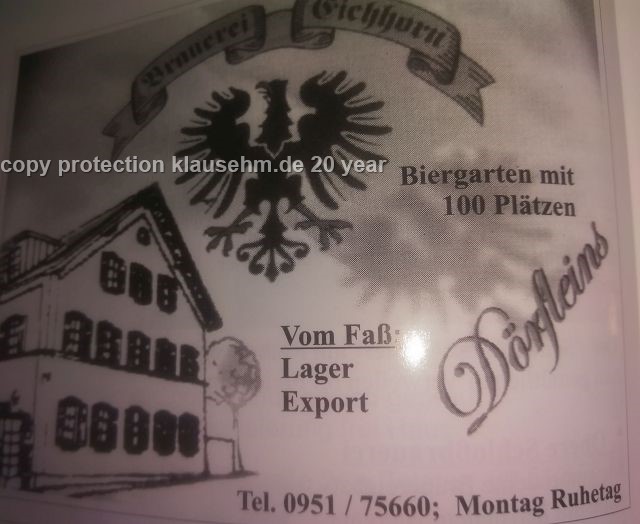 Brauerei Eichhorn
copy protection klausehm.de 20 year
Biergarten mit
100 Plätzen
Dörfleins
Vom Faß:
Lager
Export
Tel. 0951 / 75660; Montag Ruhetag